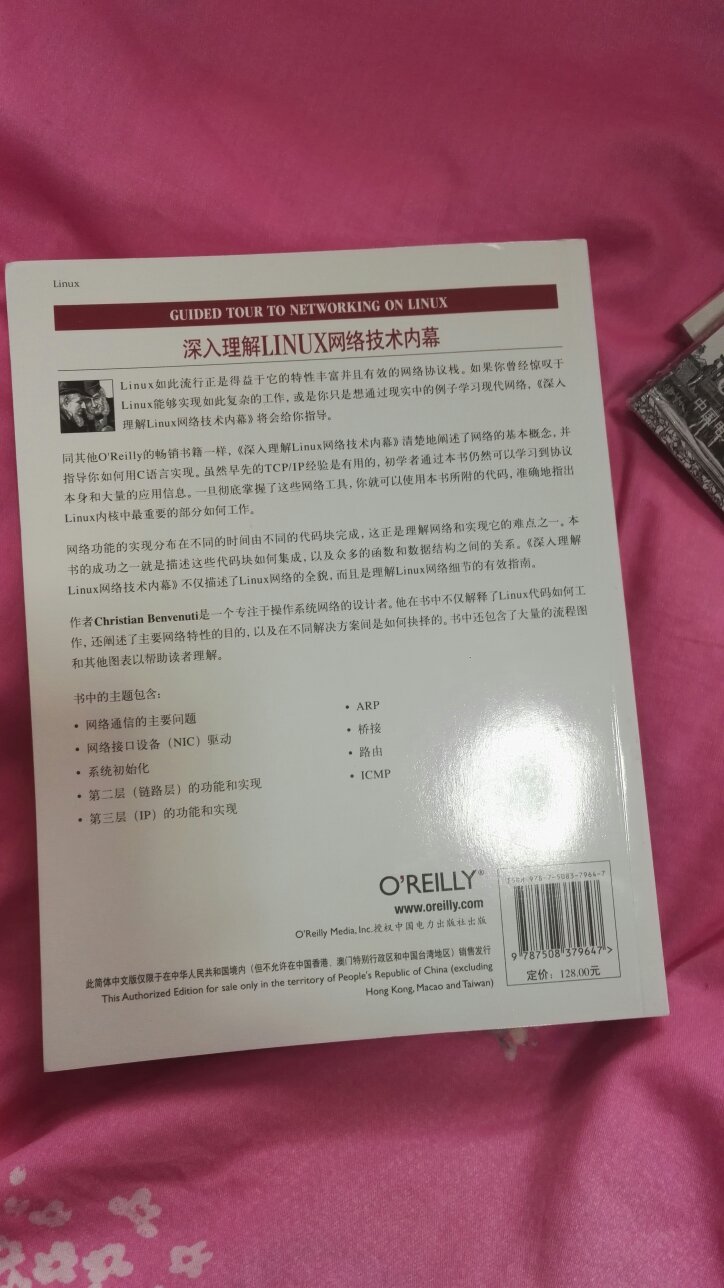 Linux
GUIDED TOUR TO NETWORKING ON LINUX
深入理解LINUX网络技术内幕
Linux如此流行正是得益于它的特性丰富并且有效的网络协议栈。如果你曾经惊叹于
Linux能够实现如此复杂的工作，或是你只是想通过现实中的例子学习现代网络，《深入
理解Linux网络技术内幕》将会给你指导。
同其他O'Reilly的畅销书籍一样，《深入理解Linux网络技术内幕》清楚地阐述了网络的基本概念，并
指导你如何用C语言实现。虽然早先的TCP/IP经验是有用的，初学者通过本书仍然可以学习到协议
本身和大量的应用信息。一旦彻底掌握了这些网络工具，你就可以使用本书所附的代码，准确地指出
Linux内核中最重要的部分如何工作。
网络功能的实现分布在不同的时间由不同的代码块完成，这正是理解网络和实现它的难点之一。本
书的成功之一就是描述这些代码块如何集成，以及众多的函数和数据结构之间的关系。《深入理解
Linux网络技术内幕》不仅描述了Linux网络的全貌，而且是理解Linux网络细节的有效指南。
作者Christian Benvenuti是一个专注于操作系统网络的设计者。他在书中不仅解释了Linux代码如何工
作，还阐述了主要网络特性的目的，以及在不同解决方案间是如何抉择的。书中还包含了大量的流程图
和其他图表以帮助读者理解。
书中的主题包含：
• 网络通信的主要问题
• 网络接口设备（NIC）驱动
• 系统初始化
• 第二层（链路层）的功能和实现
• 第三层（IP）的功能和实现
• ARP
• 桥接
• 路由
• ICMP
O'REILLY®
www.oreilly.com
O'Reilly Media, Inc.授权中国电力出版社出版
此简体中文版仅限于在中华人民共和国境内（但不允许在中国香港、澳门特别行政区和中国台湾地区）销售发行
This Authorized Edition for sale only in the territory of People's Republic of China (excluding
Hong Kong, Macao and Taiwan)
ISBN 978-7-5083-7964-7
9 787508 379647 >
定价：128.00元
中国电